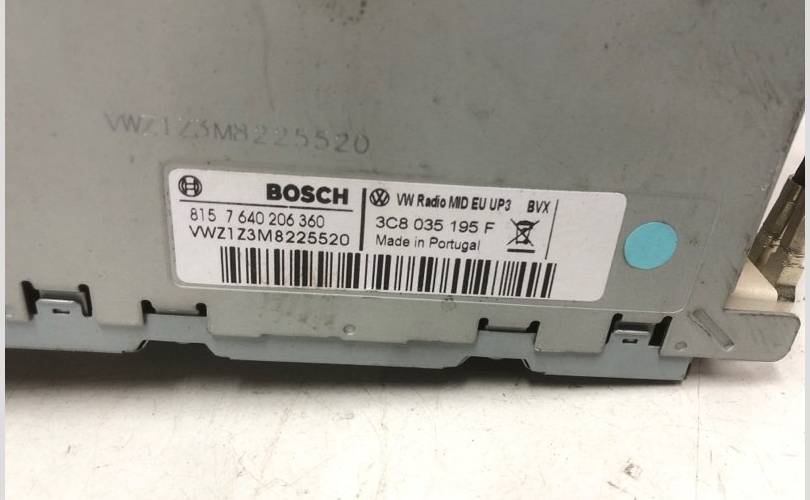 VWZ1Z3M8225520
BOSCH
815 7 640 206 360
VWZ1Z3M8225520
VW Radio MID EU UP3 BVX
3C8 035 195 F
Made in Portugal